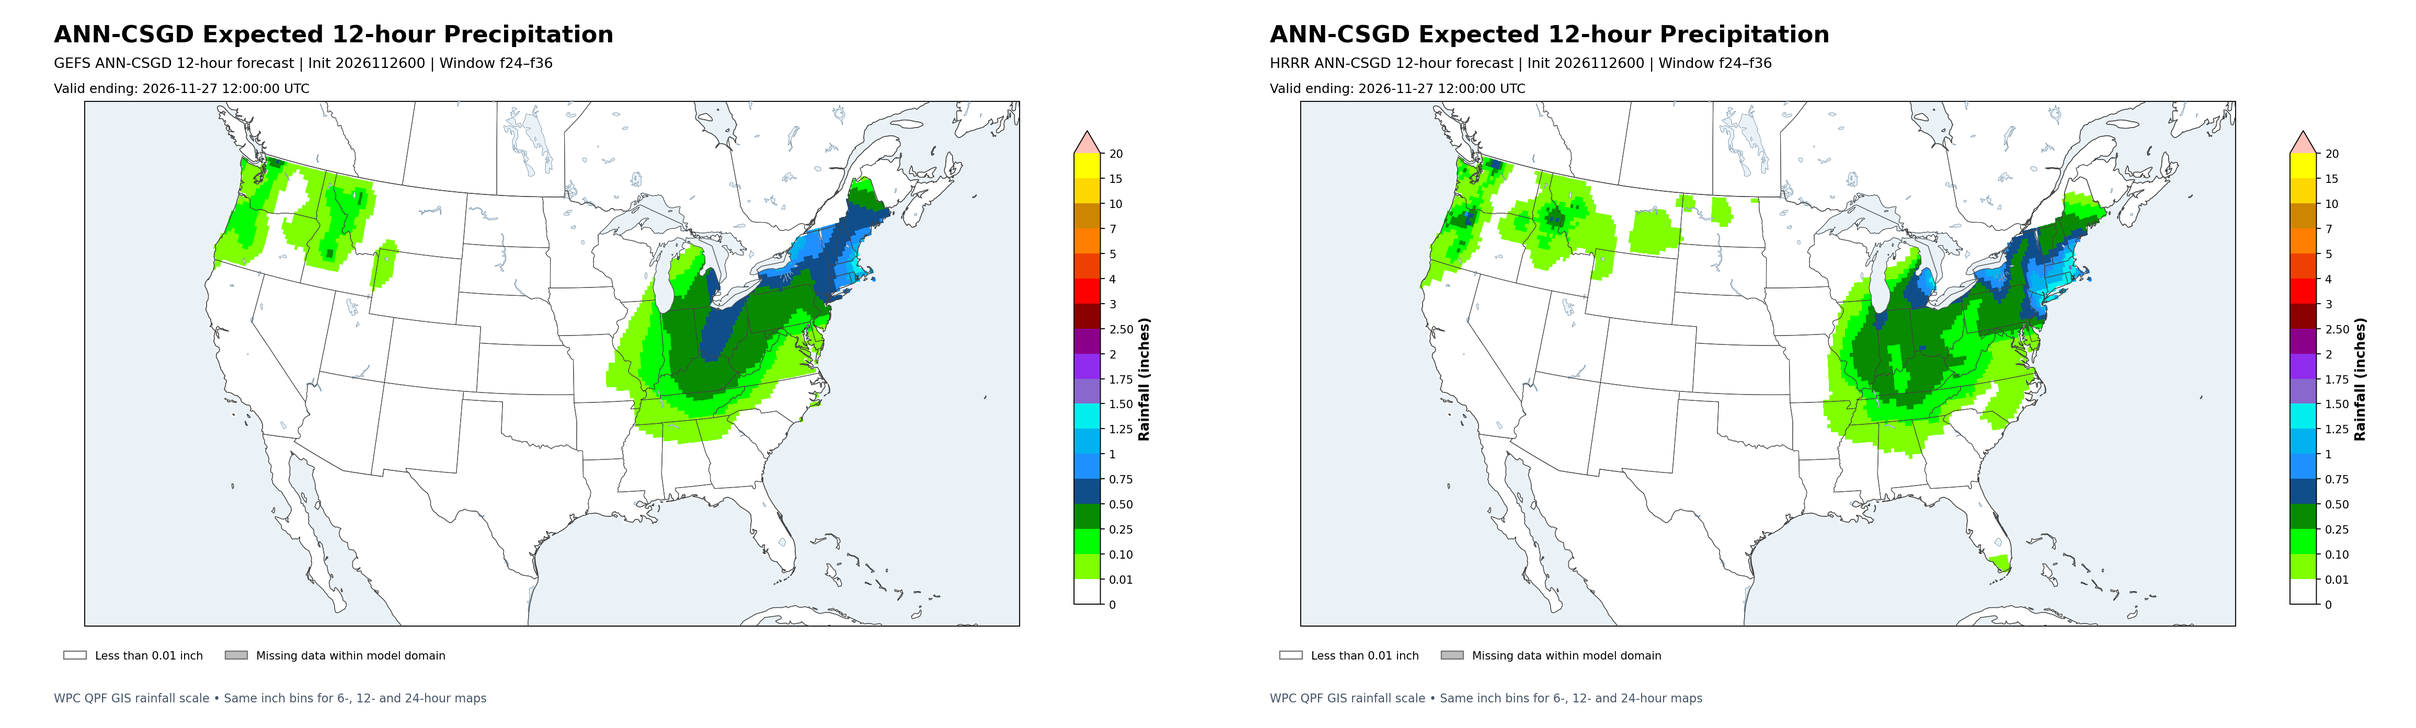 ANN-CSGD Expected 12-hour Precipitation
GEFS ANN-CSGD 12-hour forecast | Init 2026112600 | Window f24–f36
Valid ending: 2026-11-27 12:00:00 UTC
20
15
10
7
5
4
3
2.50
2
1.75
1.50
1.25
1
0.75
0.50
0.25
0.10
0.01
0
Rainfall (inches)
Less than 0.01 inch
Missing data within model domain
WPC QPF GIS rainfall scale • Same inch bins for 6-, 12- and 24-hour maps
ANN-CSGD Expected 12-hour Precipitation
HRRR ANN-CSGD 12-hour forecast | Init 2026112600 | Window f24–f36
Valid ending: 2026-11-27 12:00:00 UTC
20
15
10
7
5
4
3
2.50
2
1.75
1.50
1.25
1
0.75
0.50
0.25
0.10
0.01
0
Rainfall (inches)
Less than 0.01 inch
Missing data within model domain
WPC QPF GIS rainfall scale • Same inch bins for 6-, 12- and 24-hour maps